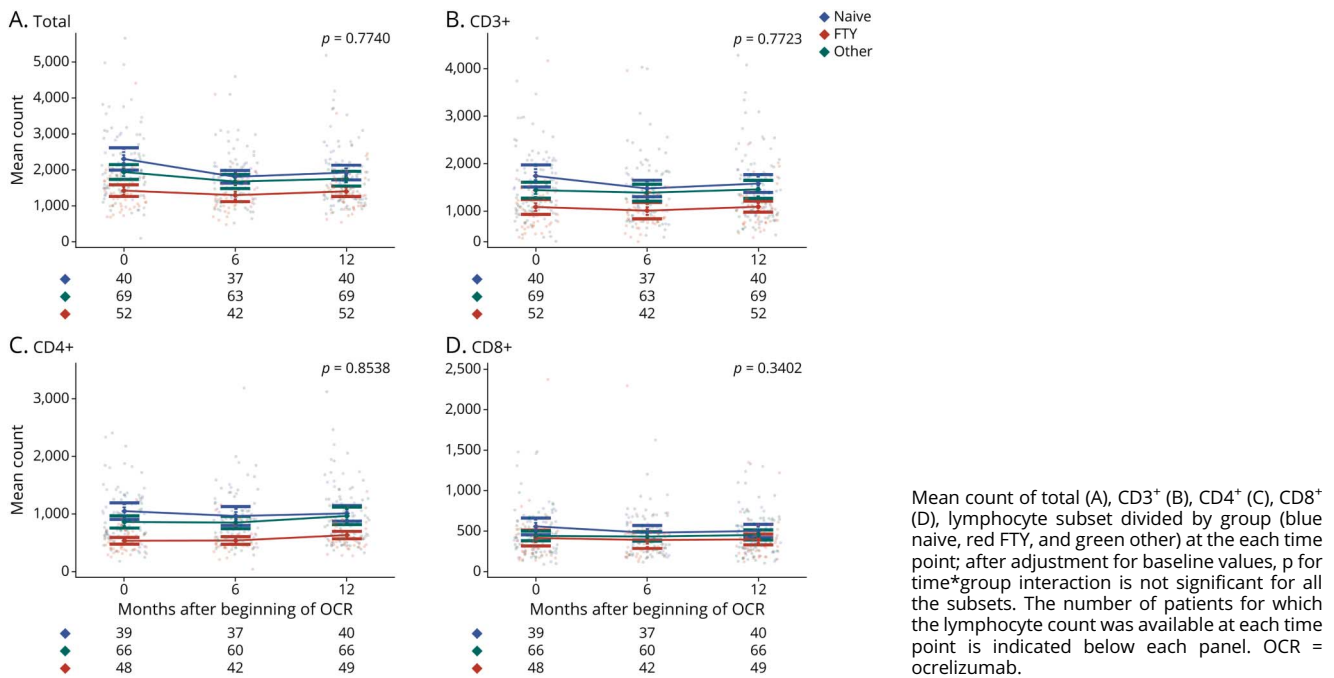 A. Total
p = 0.7740
Mean count
5,000
4,000
3,000
2,000
1,000
0
0 6 12
40 37 40
69 63 69
52 42 52
B. CD3+
p = 0.7723
Naive
FTY
Other
4,000
3,000
2,000
1,000
0
0 6 12
40 37 40
69 63 69
52 42 52
C. CD4+
p = 0.8538
Mean count
3,000
2,000
1,000
0
0 6 12
Months after beginning of OCR
39 37 40
66 60 66
48 42 49
D. CD8+
p = 0.3402
2,500
2,000
1,500
1,000
500
0
0 6 12
Months after beginning of OCR
39 37 40
66 60 66
48 42 49
Mean count of total (A), CD3⁺ (B), CD4⁺ (C), CD8⁺
(D), lymphocyte subset divided by group (blue
naive, red FTY, and green other) at the each time
point; after adjustment for baseline values, p for
time*group interaction is not significant for all
the subsets. The number of patients for which
the lymphocyte count was available at each time
point is indicated below each panel. OCR =
ocrelizumab.